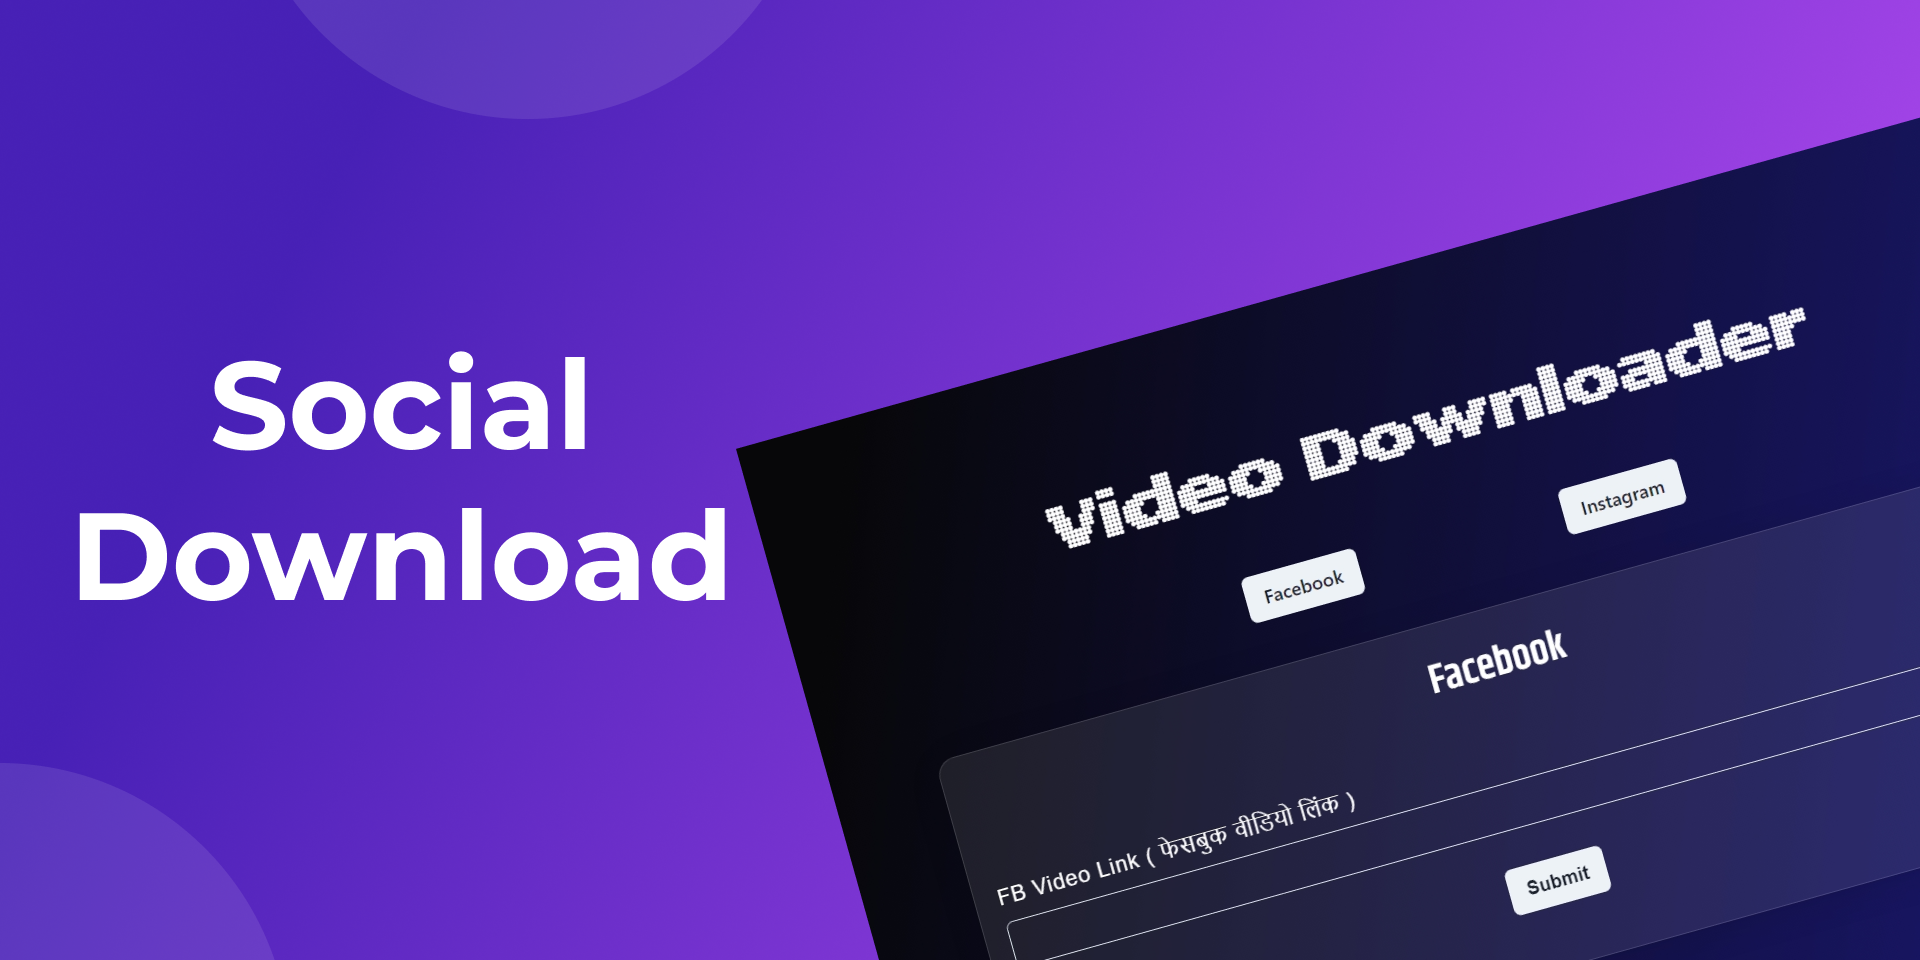 Social
Download
Video Downloader
Facebook
Instagram
Facebook
FB Video Link ( फेसबुक वीडियो लिंक )
Submit